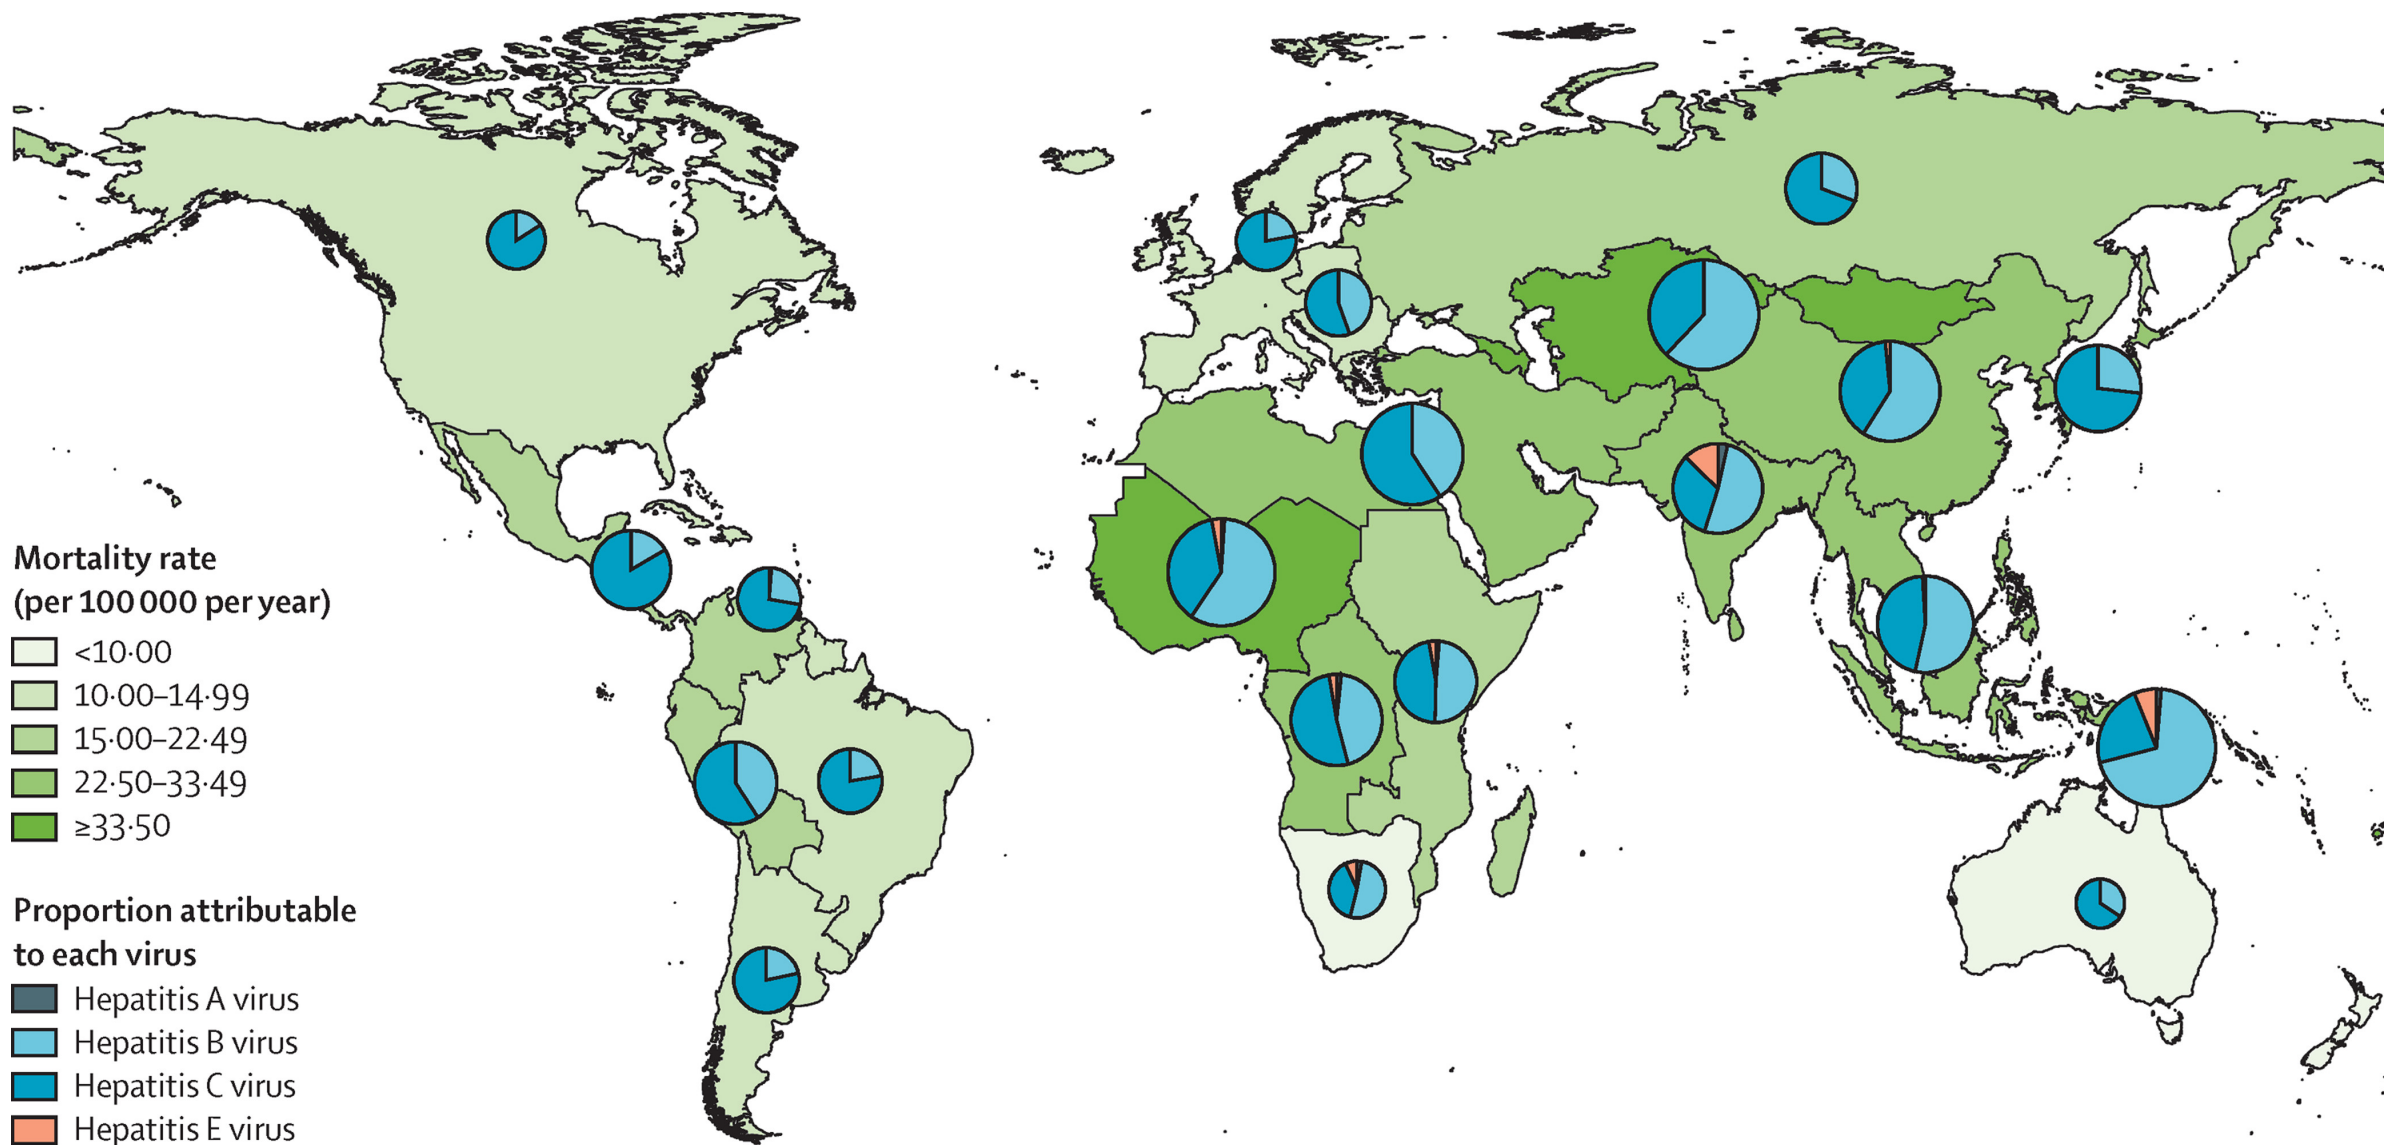 Mortality rate
(per 100 000 per year)
<10·00
10·00–14·99
15·00–22·49
22·50–33·49
≥33·50
Proportion attributable
to each virus
Hepatitis A virus
Hepatitis B virus
Hepatitis C virus
Hepatitis E virus